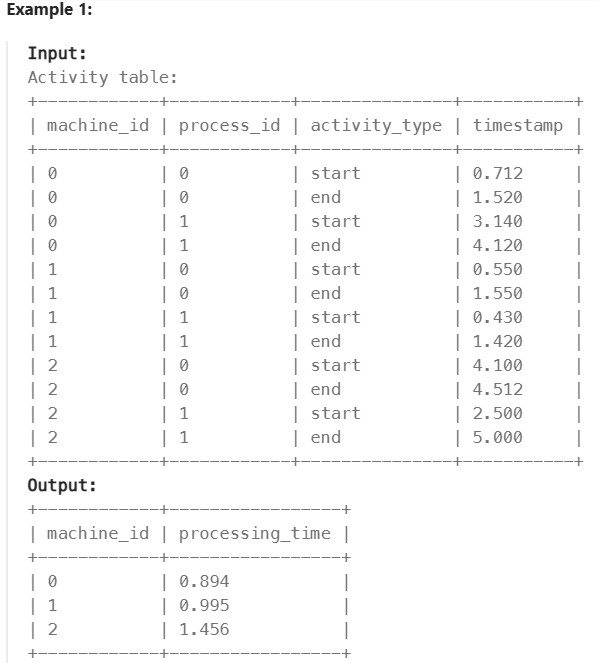 Example 1:
Input:
Activity table:
+------------+------------+---------------+-----------+
| machine_id | process_id | activity_type | timestamp |
+------------+------------+---------------+-----------+
| 0          | 0          | start         | 0.712     |
| 0          | 0          | end           | 1.520     |
| 0          | 1          | start         | 3.140     |
| 0          | 1          | end           | 4.120     |
| 1          | 0          | start         | 0.550     |
| 1          | 0          | end           | 1.550     |
| 1          | 1          | start         | 0.430     |
| 1          | 1          | end           | 1.420     |
| 2          | 0          | start         | 4.100     |
| 2          | 0          | end           | 4.512     |
| 2          | 1          | start         | 2.500     |
| 2          | 1          | end           | 5.000     |
+------------+------------+---------------+-----------+
Output:
+------------+-----------------+
| machine_id | processing_time |
+------------+-----------------+
| 0          | 0.894           |
| 1          | 0.995           |
| 2          | 1.456           |
+------------+-----------------+